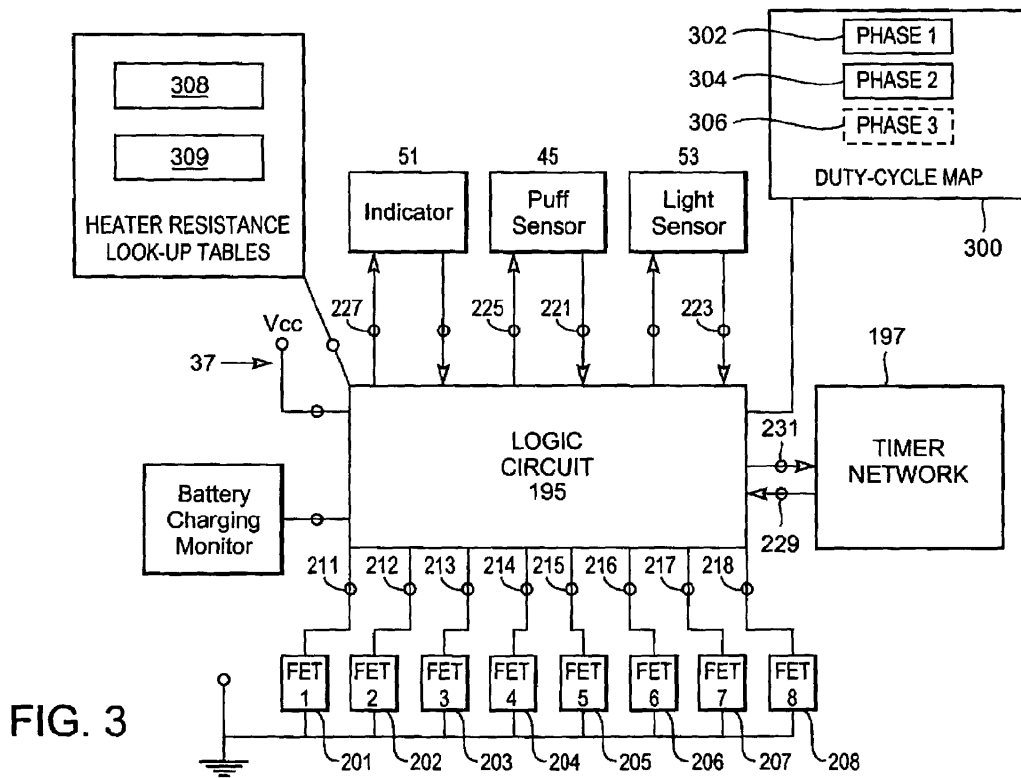 302
PHASE 1
304
PHASE 2
306
PHASE 3
DUTY-CYCLE MAP
300
308
309
HEATER RESISTANCE
LOOK-UP TABLES
51
Indicator
45
Puff
Sensor
53
Light
Sensor
227
225
221
223
Vcc
37
197
TIMER
NETWORK
231
229
LOGIC
CIRCUIT
195
Battery
Charging
Monitor
211
212
213
214
215
216
217
218
FET
1
FET
2
FET
3
FET
4
FET
5
FET
6
FET
7
FET
8
201
202
203
204
205
206
207
208
FIG. 3